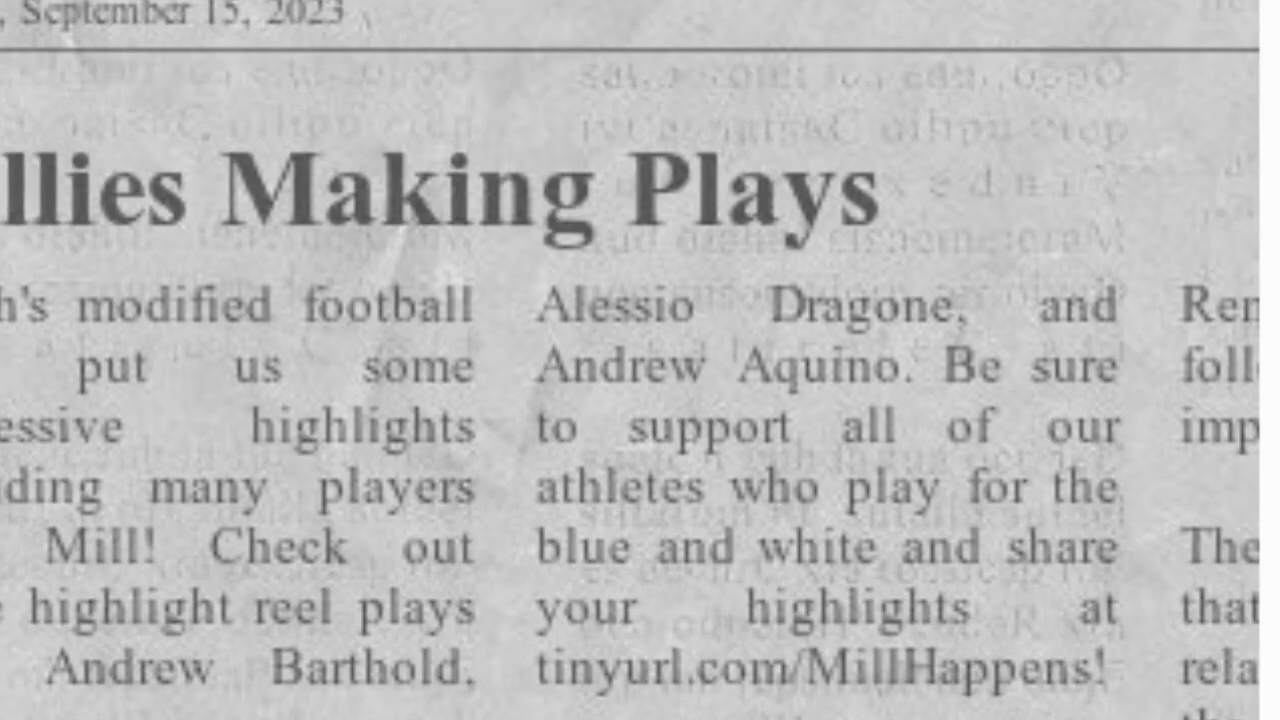 , September 15, 2023
llies Making Plays
h's modified football
put us some
essive highlights
ding many players
Mill! Check out
highlight reel plays
Andrew Barthold,
Alessio Dragone, and
Andrew Aquino. Be sure
to support all of our
athletes who play for the
blue and white and share
your highlights at
tinyurl.com/MillHappens!
Ren
foll
imp
The
that
rela